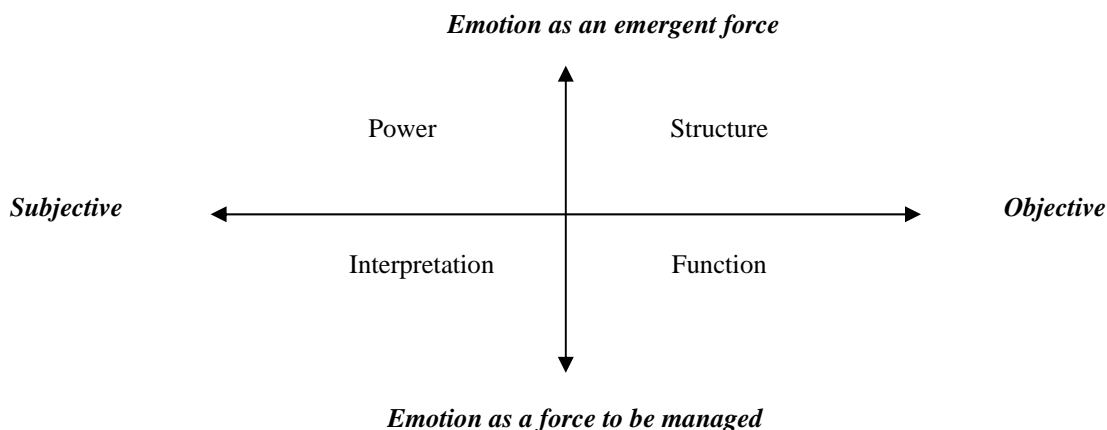 Emotion as an emergent force
Power Structure
Subjective Objective
Interpretation Function
Emotion as a force to be managed